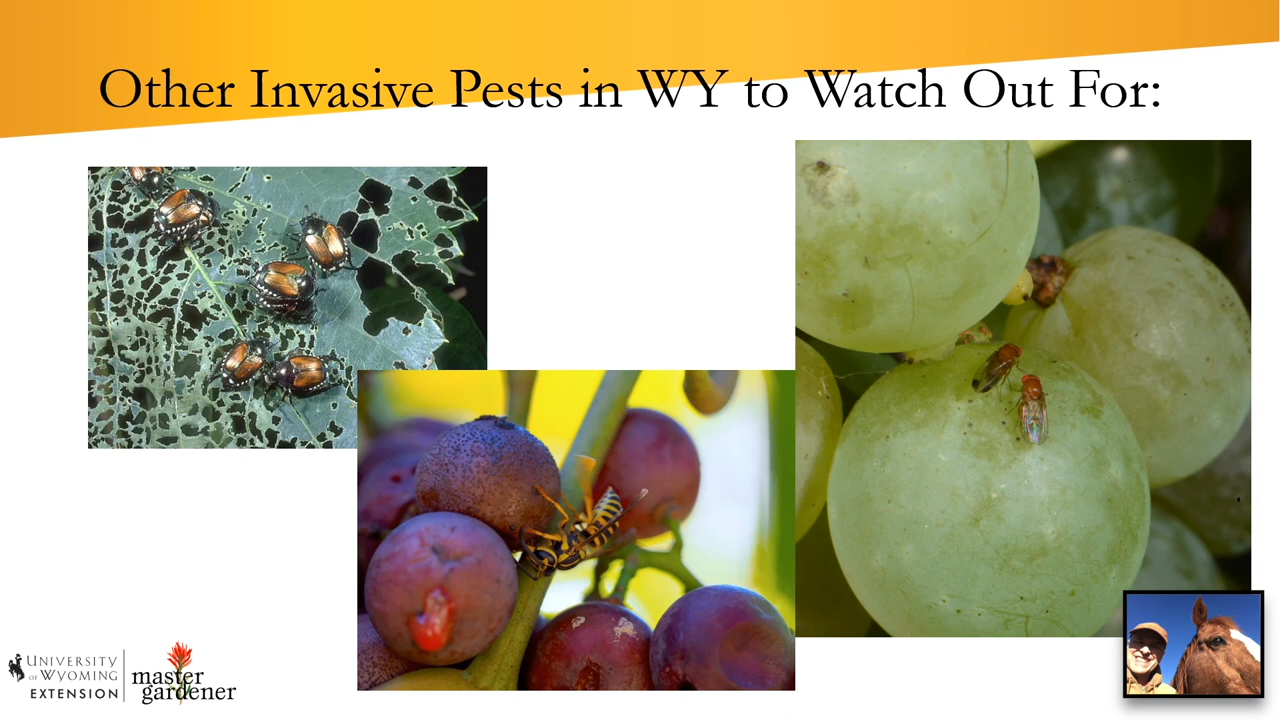 Other Invasive Pests in WY to Watch Out For:
UNIVERSITY
OF WYOMING
EXTENSION
master
gardener